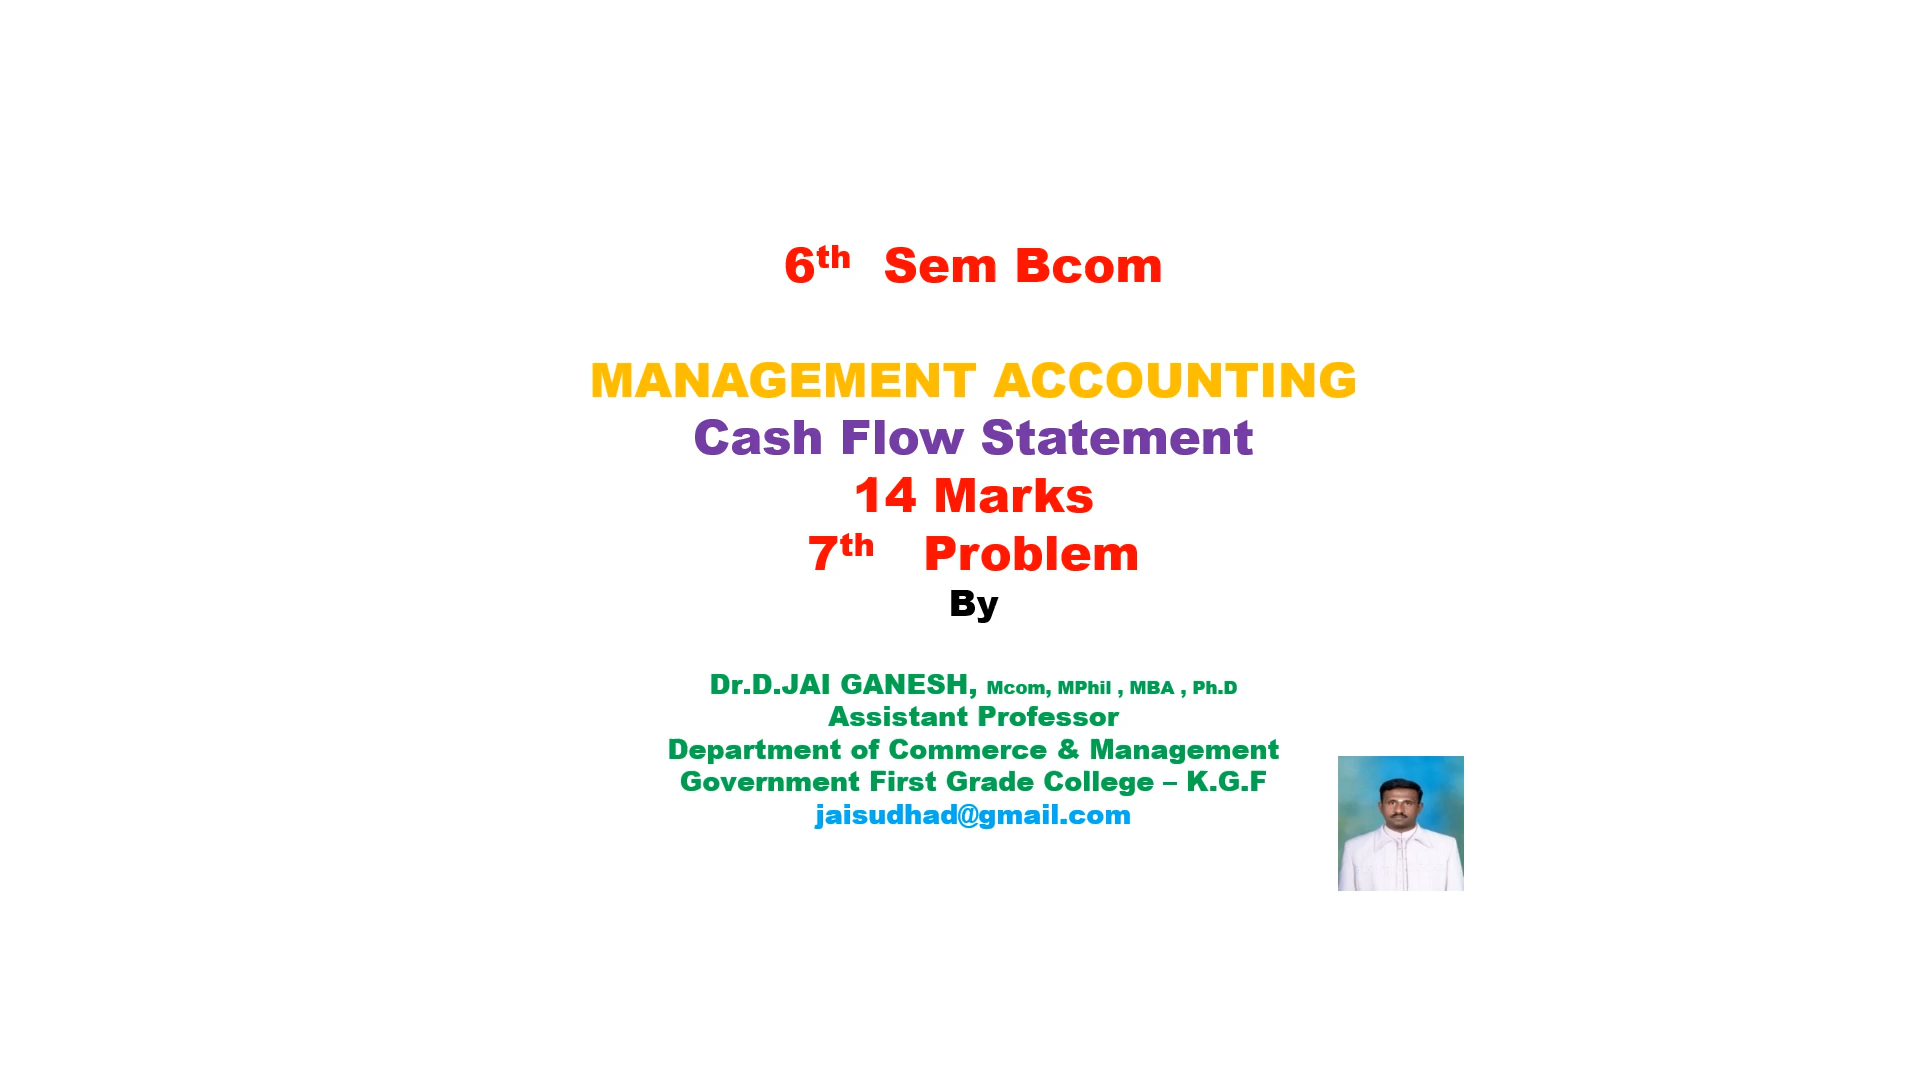 6th Sem Bcom
MANAGEMENT ACCOUNTING
Cash Flow Statement
14 Marks
7th Problem
By
Dr.D.JAI GANESH, Mcom, MPhil , MBA , Ph.D
Assistant Professor
Department of Commerce & Management
Government First Grade College – K.G.F
jaisudhad@gmail.com